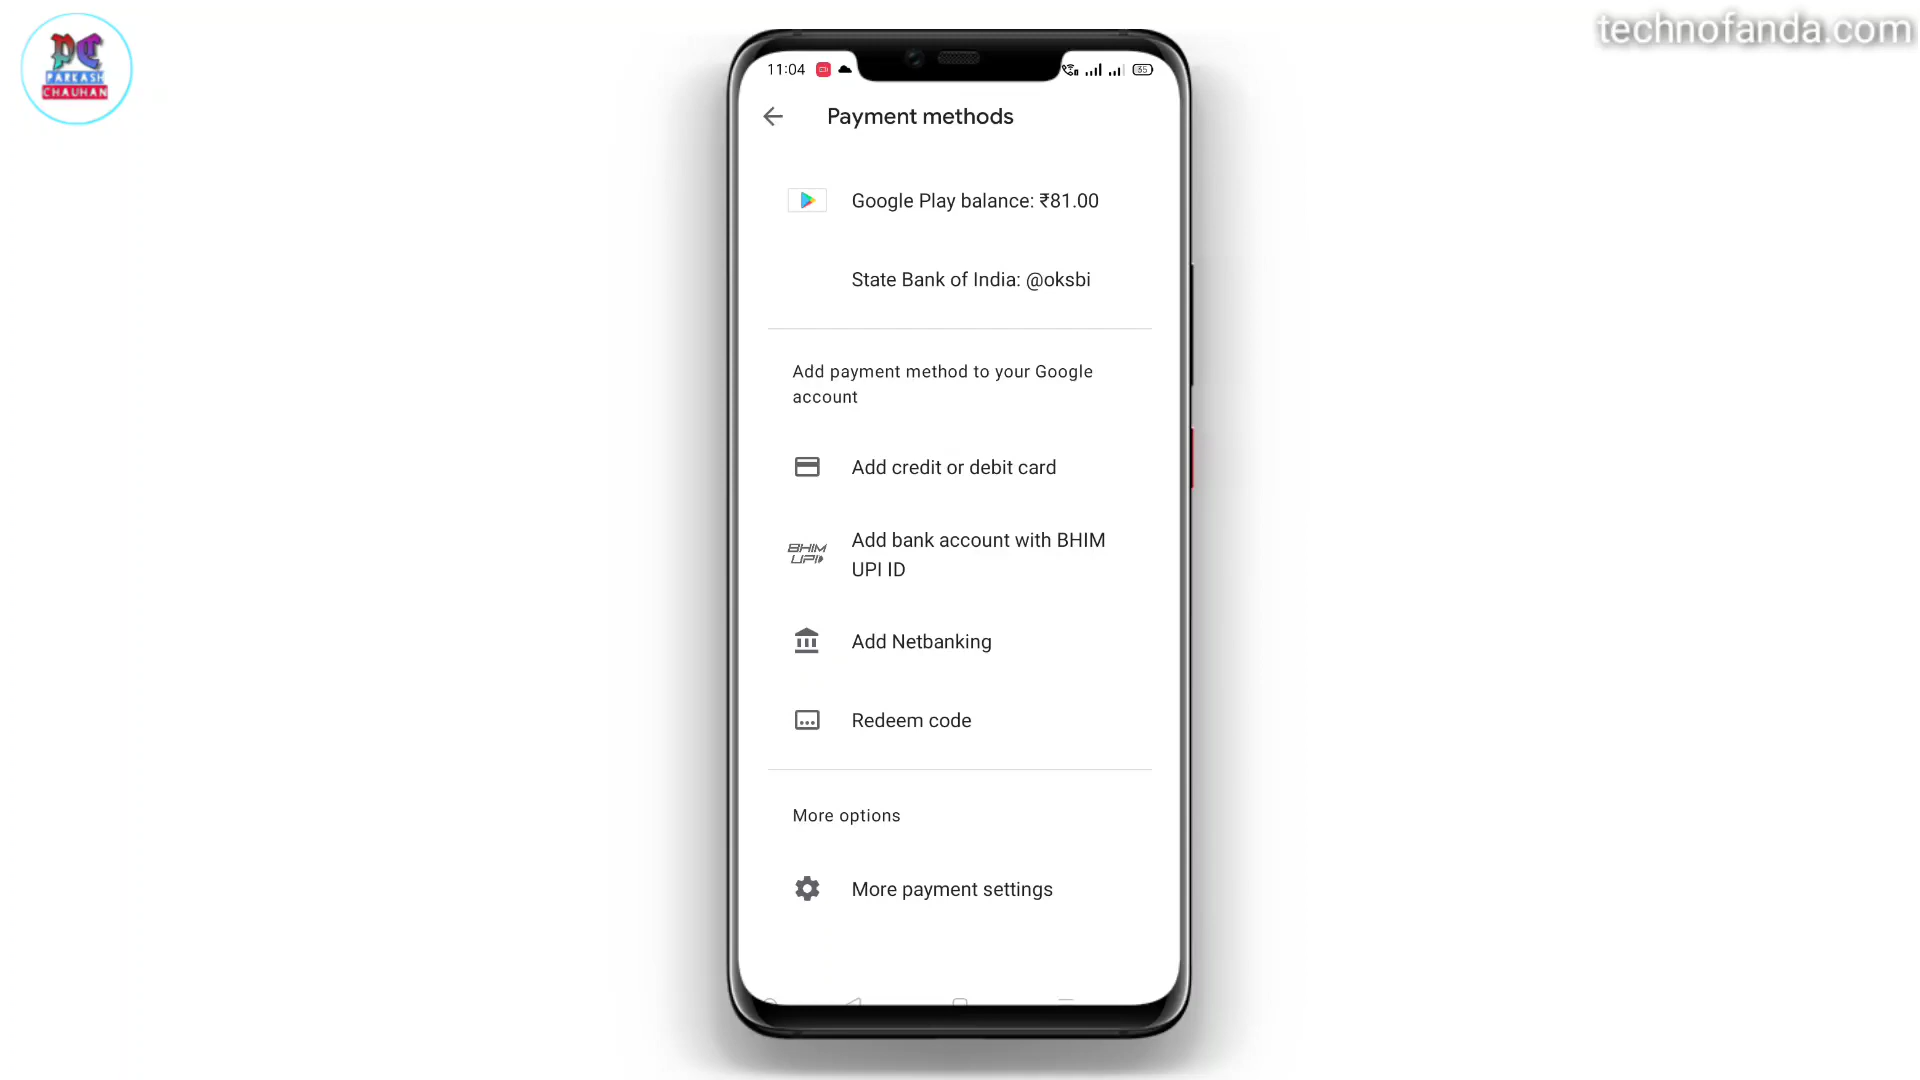 PC
PARKASH
CHAUHAN
technofanda.com
11:04
35
Payment methods
Google Play balance: ₹81.00
State Bank of India: @oksbi
Add payment method to your Google
account
Add credit or debit card
BHIM
UPI
Add bank account with BHIM
UPI ID
Add Netbanking
Redeem code
More options
More payment settings